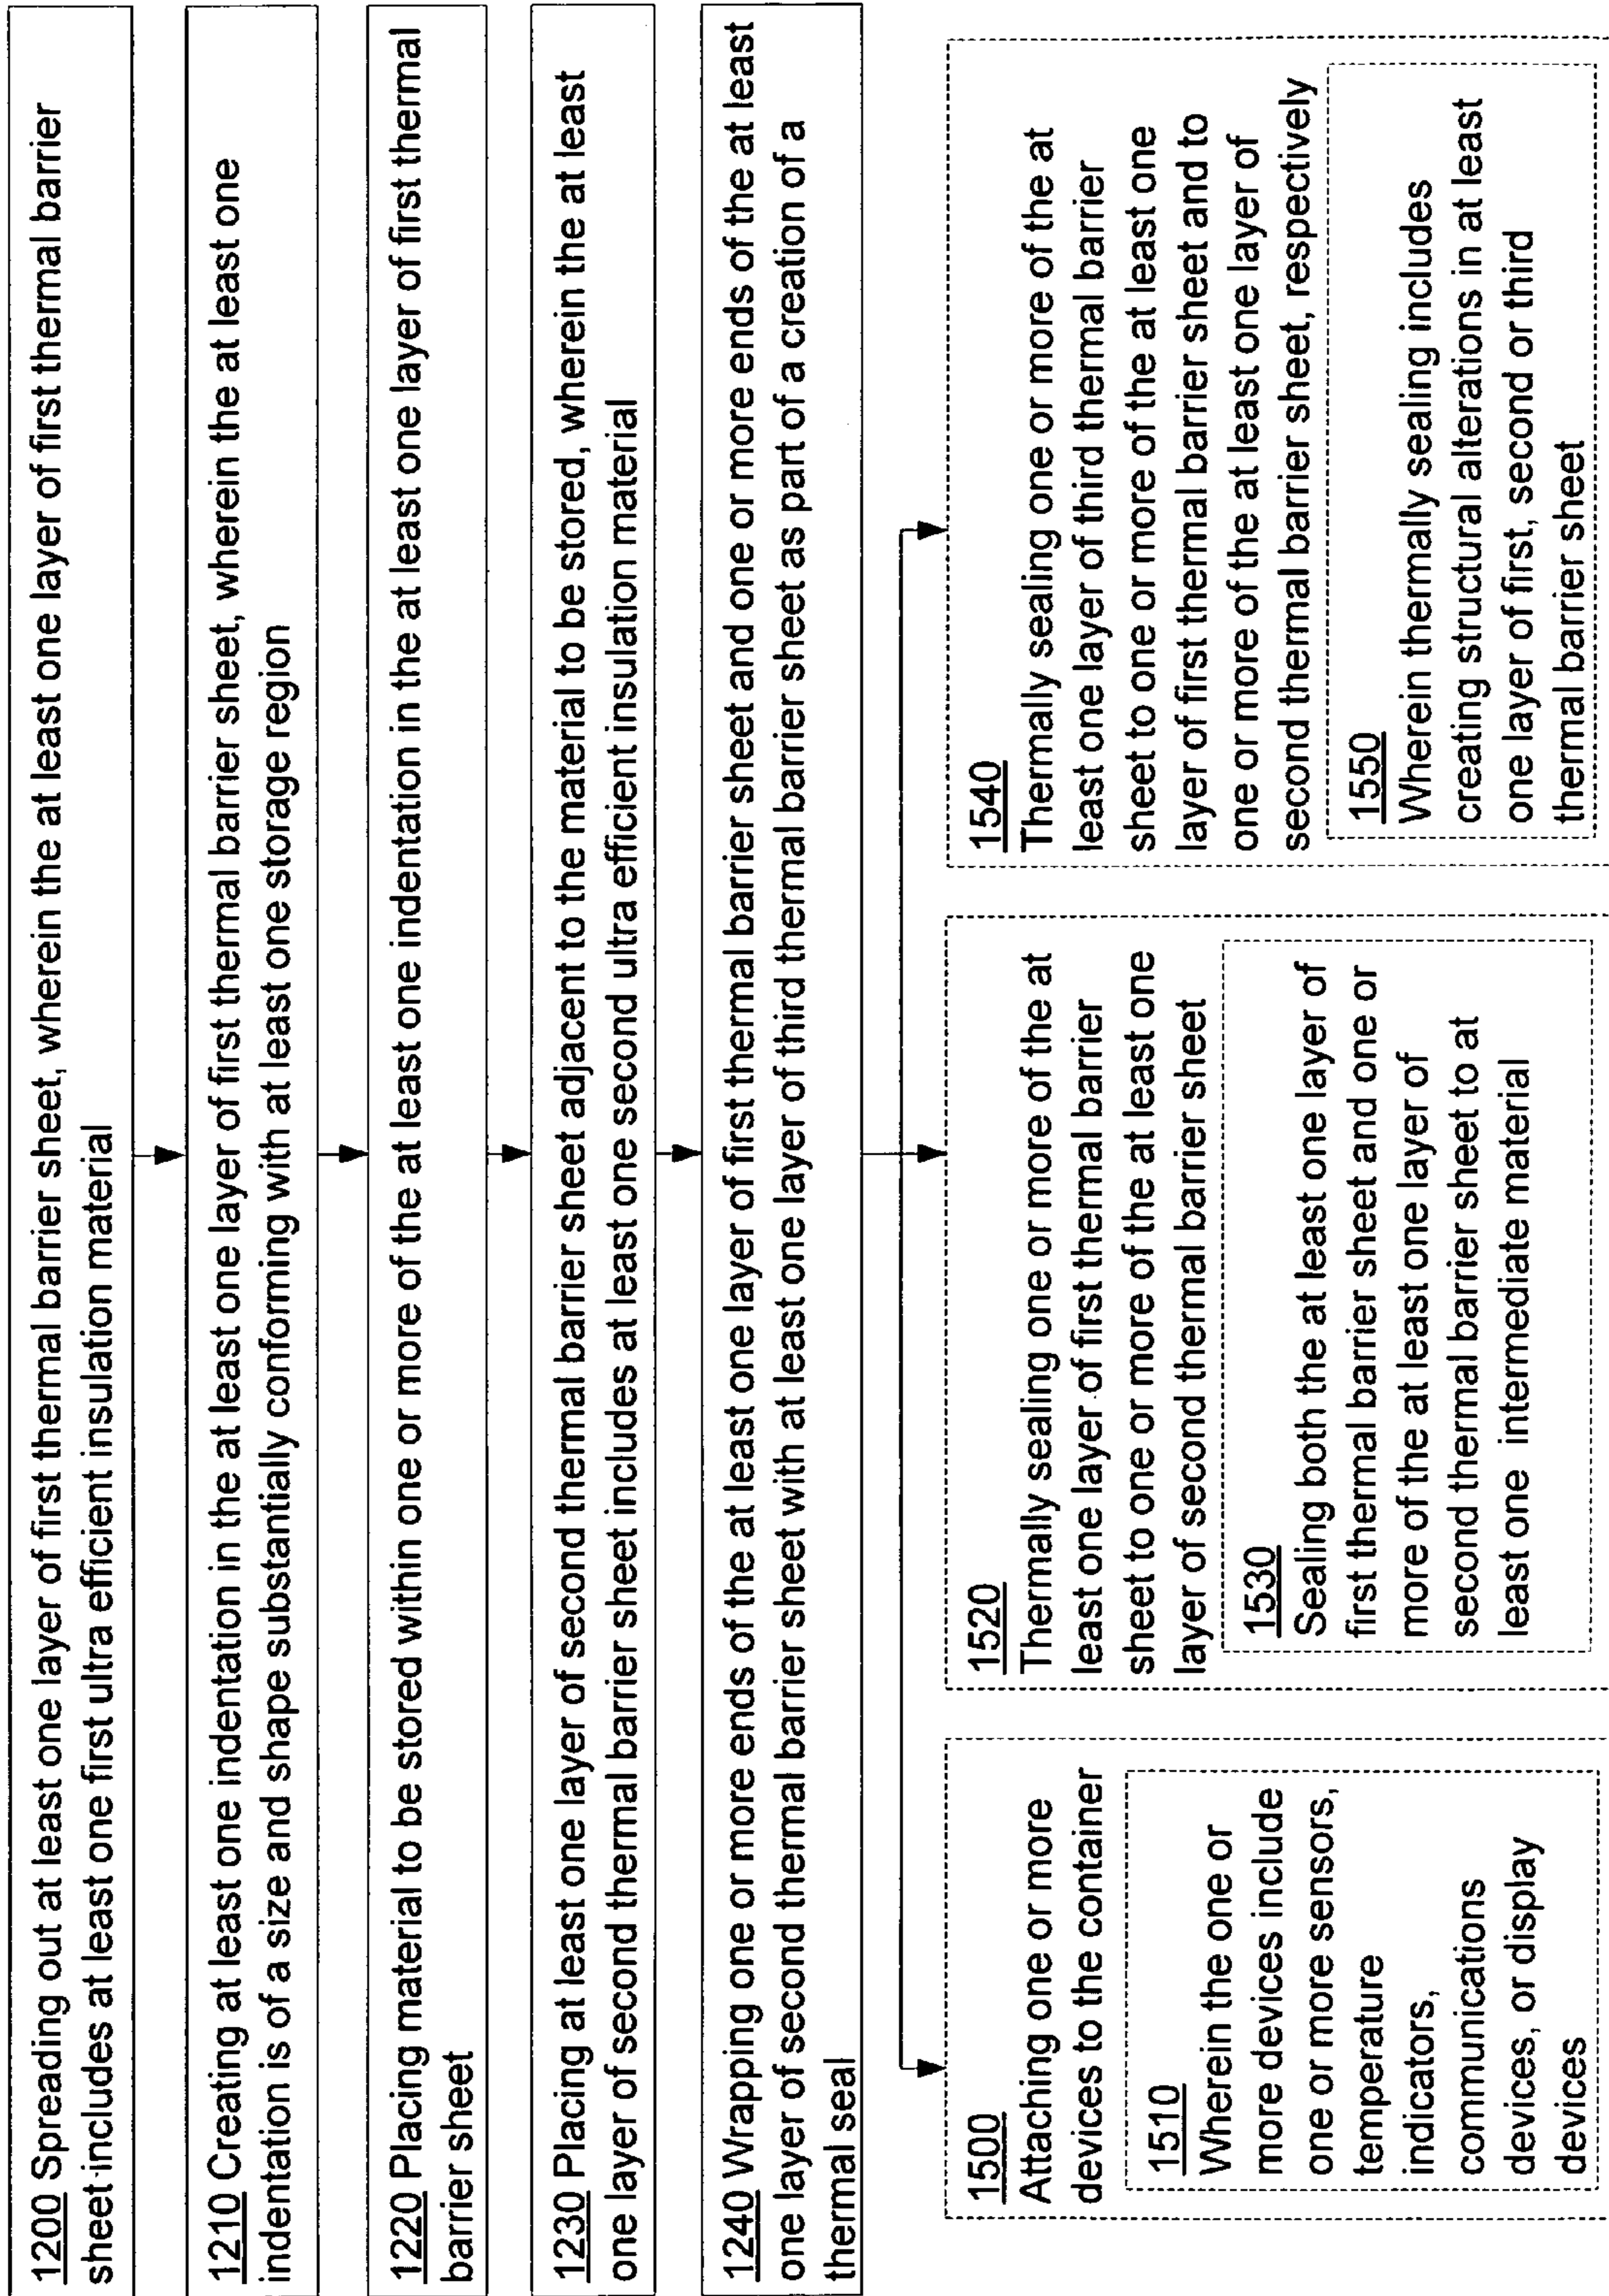 1200 Spreading out at least one layer of first thermal barrier sheet, wherein the at least one layer of first thermal barrier
sheet includes at least one first ultra efficient insulation material
1210 Creating at least one indentation in the at least one layer of first thermal barrier sheet, wherein the at least one
indentation is of a size and shape substantially conforming with at least one storage region
1220 Placing material to be stored within one or more of the at least one indentation in the at least one layer of first thermal
barrier sheet
1230 Placing at least one layer of second thermal barrier sheet adjacent to the material to be stored, wherein the at least
one layer of second thermal barrier sheet includes at least one second ultra efficient insulation material
1240 Wrapping one or more ends of the at least one layer of first thermal barrier sheet and one or more ends of the at least
one layer of second thermal barrier sheet with at least one layer of third thermal barrier sheet as part of a creation of a
thermal seal
1500
Attaching one or more
devices to the container
1510
Wherein the one or
more devices include
one or more sensors,
temperature
indicators,
communications
devices, or display
devices
1520
Thermally sealing one or more of the at
least one layer of first thermal barrier
sheet to one or more of the at least one
layer of second thermal barrier sheet
1530
Sealing both the at least one layer of
first thermal barrier sheet and one or
more of the at least one layer of
second thermal barrier sheet to at
least one intermediate material
1540
Thermally sealing one or more of the at
least one layer of third thermal barrier
sheet to one or more of the at least one
layer of first thermal barrier sheet and to
one or more of the at least one layer of
second thermal barrier sheet, respectively
1550
Wherein thermally sealing includes
creating structural alterations in at least
one layer of first, second or third
thermal barrier sheet